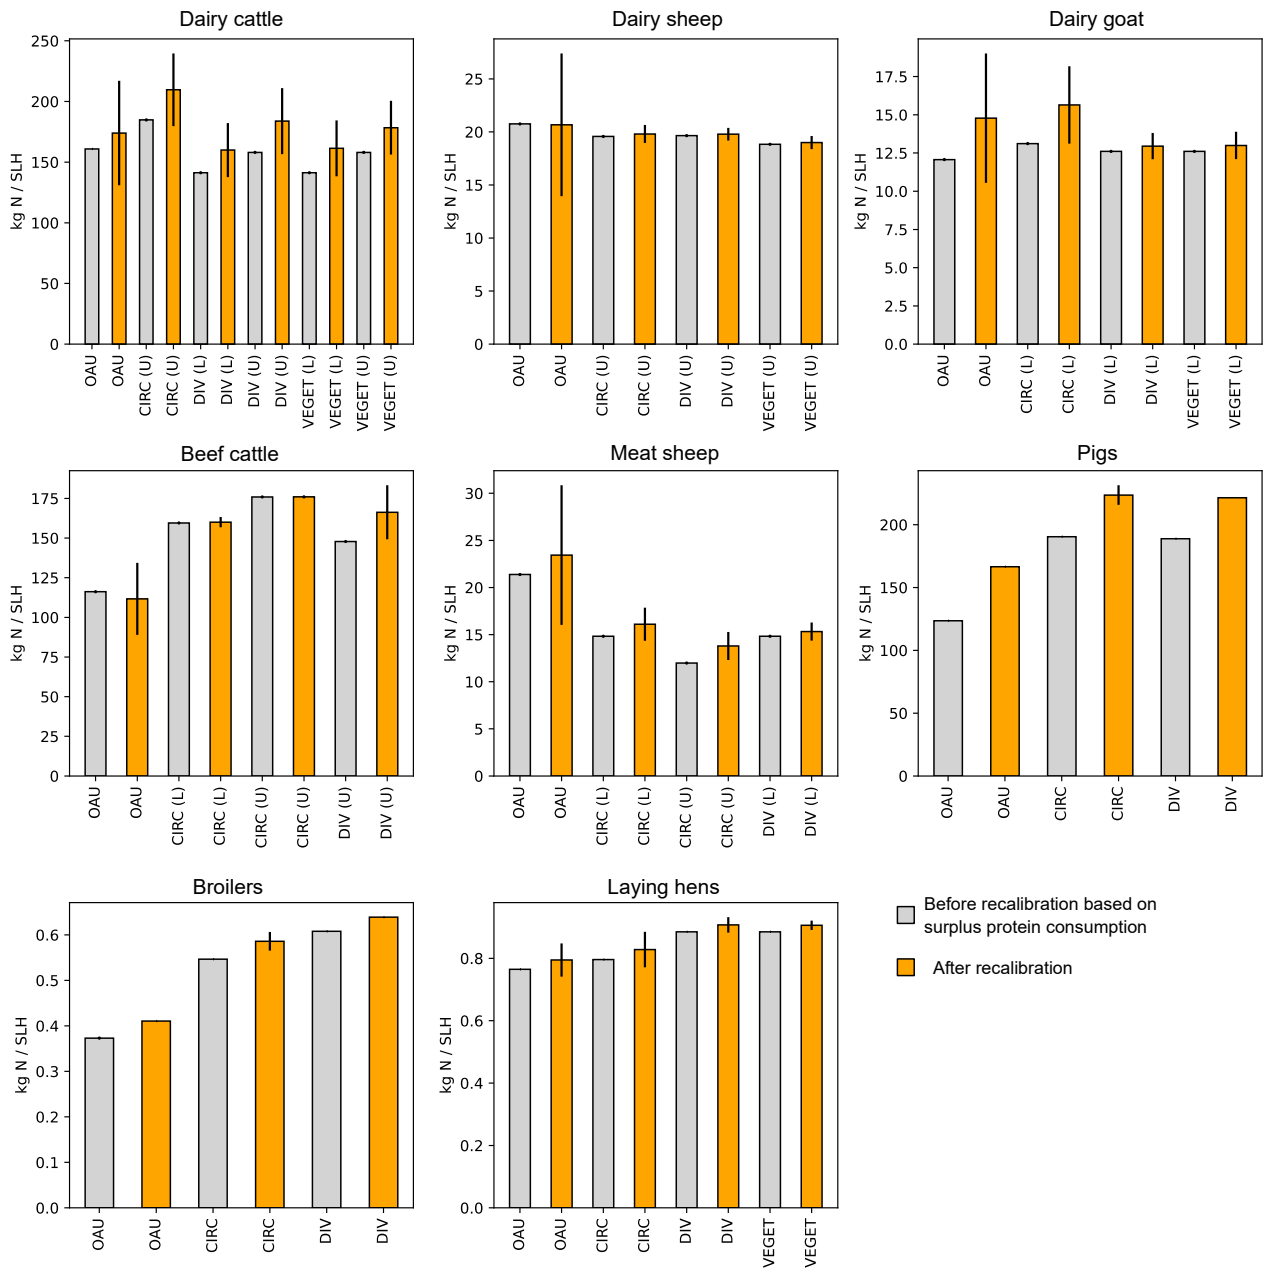 Dairy cattle
kg N / SLH
250
200
150
100
50
0
OAU
OAU
CIRC (U)
CIRC (U)
DIV (L)
DIV (L)
DIV (U)
DIV (U)
VEGET (L)
VEGET (L)
VEGET (U)
VEGET (U)
Dairy sheep
kg N / SLH
25
20
15
10
5
0
OAU
OAU
CIRC (U)
CIRC (U)
DIV (U)
DIV (U)
VEGET (U)
VEGET (U)
Dairy goat
kg N / SLH
17.5
15.0
12.5
10.0
7.5
5.0
2.5
0.0
OAU
OAU
CIRC (L)
CIRC (L)
DIV (L)
DIV (L)
VEGET (L)
VEGET (L)
Beef cattle
kg N / SLH
175
150
125
100
75
50
25
0
OAU
OAU
CIRC (L)
CIRC (L)
CIRC (U)
CIRC (U)
DIV (U)
DIV (U)
Meat sheep
kg N / SLH
30
25
20
15
10
5
0
OAU
OAU
CIRC (L)
CIRC (L)
CIRC (U)
CIRC (U)
DIV (L)
DIV (L)
Pigs
kg N / SLH
200
150
100
50
0
OAU
OAU
CIRC
CIRC
DIV
DIV
Broilers
kg N / SLH
0.6
0.5
0.4
0.3
0.2
0.1
0.0
OAU
OAU
CIRC
CIRC
DIV
DIV
Laying hens
kg N / SLH
0.8
0.6
0.4
0.2
0.0
OAU
OAU
CIRC
CIRC
DIV
DIV
VEGET
VEGET
Before recalibration based on
surplus protein consumption
After recalibration